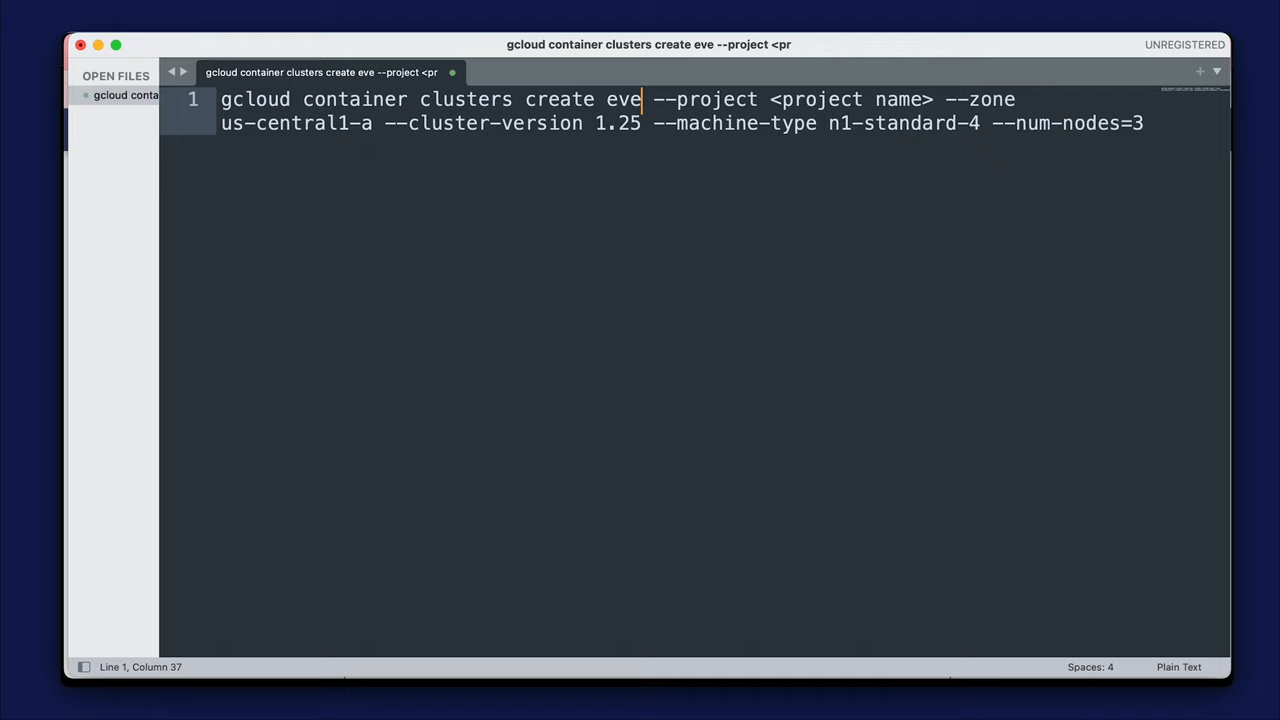 gcloud container clusters create eve --project <pr
UNREGISTERED
OPEN FILES
gcloud container clusters create eve --project <pr
gcloud conta
1 gcloud container clusters create eve --project <project name> --zone
us-central1-a --cluster-version 1.25 --machine-type n1-standard-4 --num-nodes=3
Line 1, Column 37
Spaces: 4
Plain Text